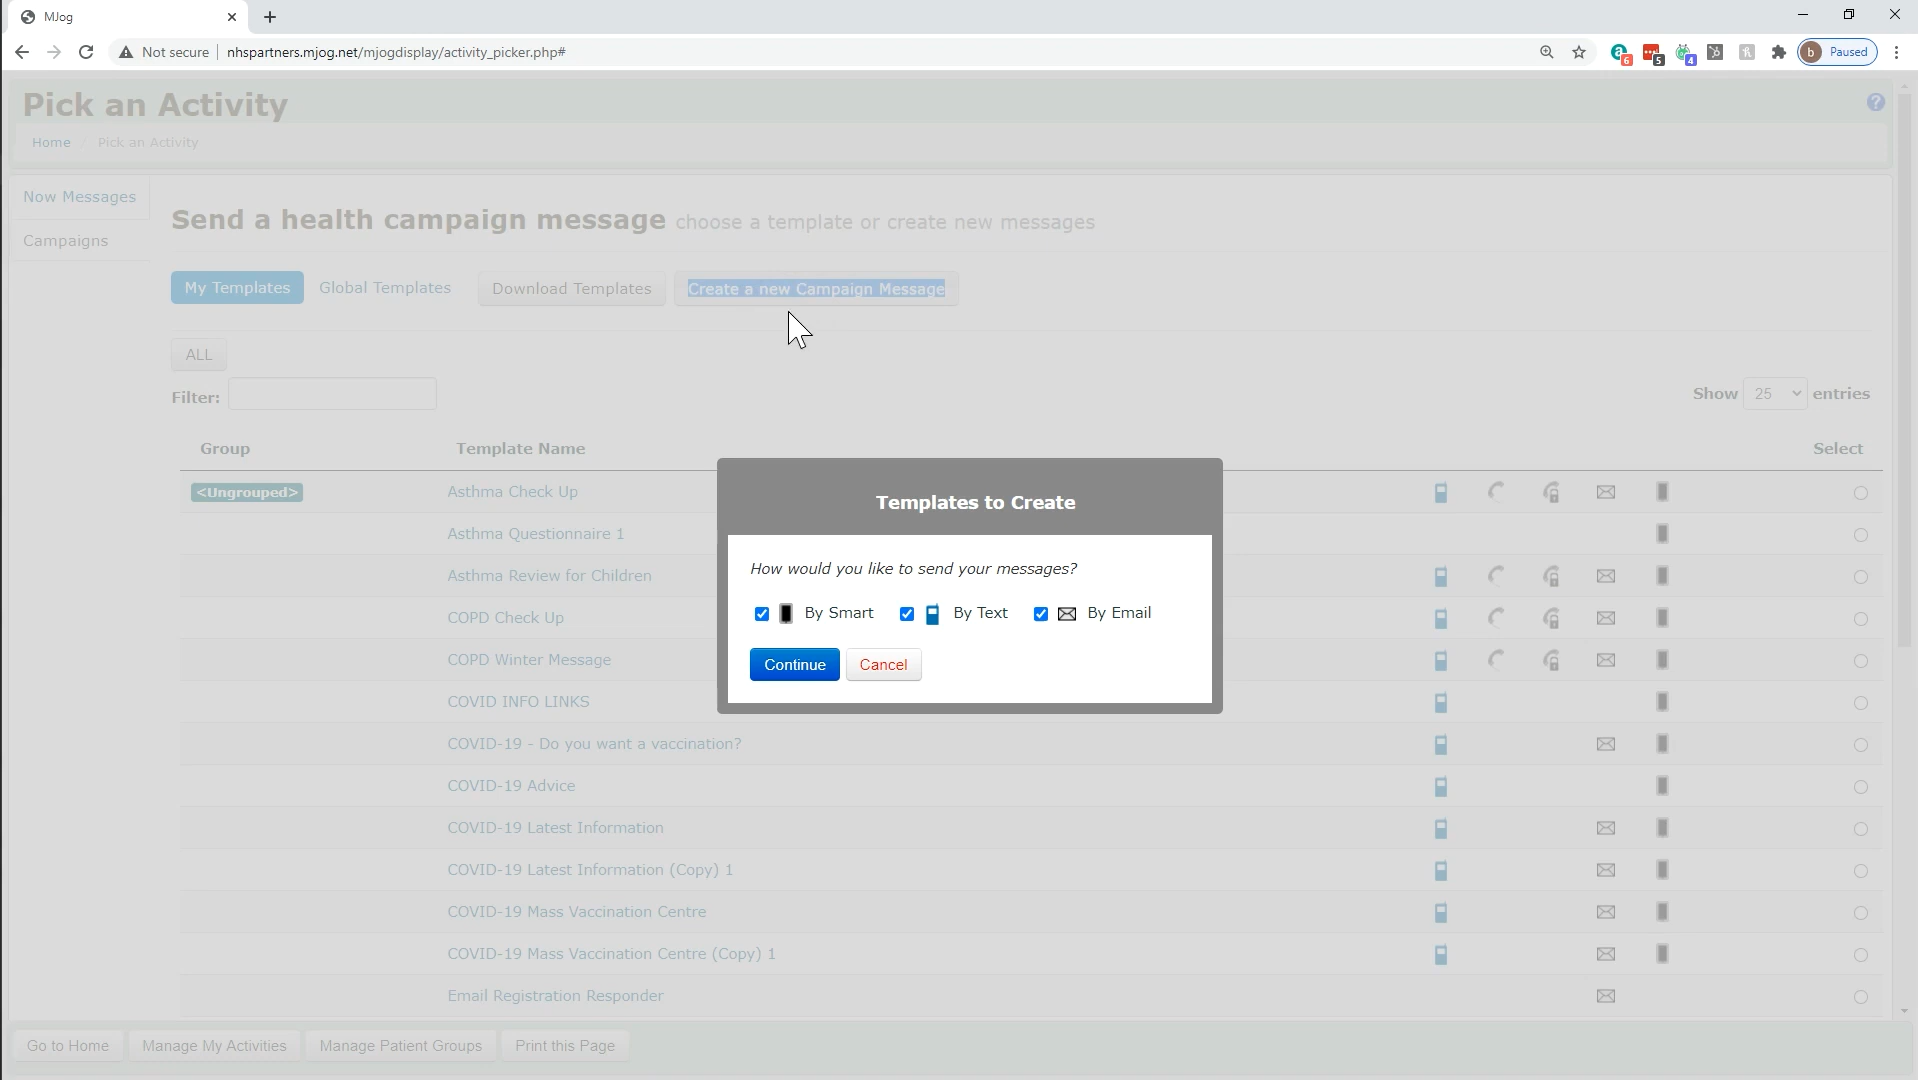 MJog
Not secure
nhspartners.mjog.net/mjogdisplay/activity_picker.php#
6
5
4
b
Paused
Pick an Activity
?
Home / Pick an Activity
Now Messages
Campaigns
Send a health campaign message choose a template or create new messages
My Templates Global Templates Download Templates Create a new Campaign Message
ALL
Filter:
Show 25 entries
Group Template Name Select
<Ungrouped> Asthma Check Up
Asthma Questionnaire 1
Asthma Review for Children
COPD Check Up
COPD Winter Message
COVID INFO LINKS
COVID-19 - Do you want a vaccination?
COVID-19 Advice
COVID-19 Latest Information
COVID-19 Latest Information (Copy) 1
COVID-19 Mass Vaccination Centre
COVID-19 Mass Vaccination Centre (Copy) 1
Email Registration Responder
Templates to Create
How would you like to send your messages?
By Smart By Text By Email
Continue Cancel
Go to Home Manage My Activities Manage Patient Groups Print this Page